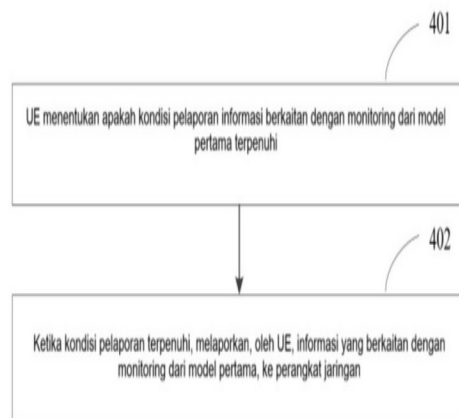 401
UE menentukan apakah kondisi pelaporan informasi berkaitan dengan monitoring dari model
pertama terpenuhi
402
Ketika kondisi pelaporan terpenuhi, melaporkan, oleh UE, informasi yang berkaitan dengan
monitoring dari model pertama, ke perangkat jaringan